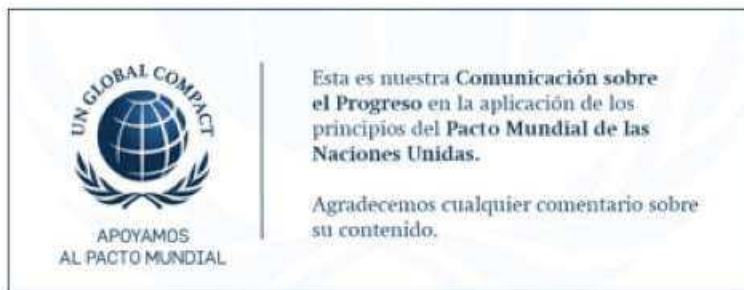 UN GLOBAL COMPACT
APOYAMOS
AL PACTO MUNDIAL
Esta es nuestra Comunicación sobre
el Progreso en la aplicación de los
principios del Pacto Mundial de las
Naciones Unidas.
Agradecemos cualquier comentario sobre
su contenido.